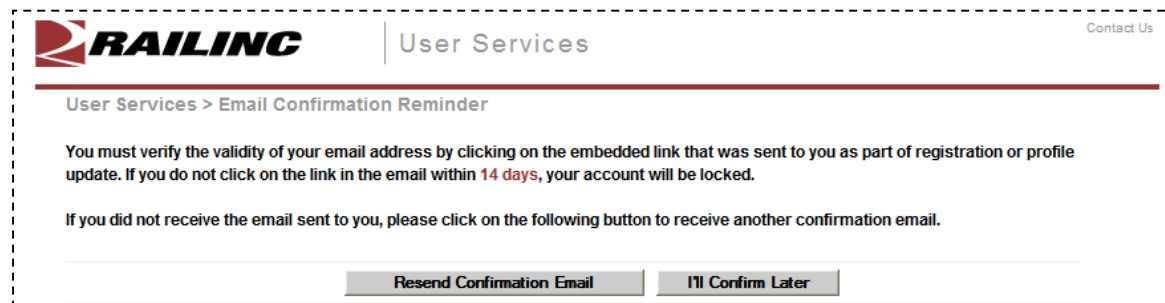 RAILINC
User Services
Contact Us
User Services > Email Confirmation Reminder
You must verify the validity of your email address by clicking on the embedded link that was sent to you as part of registration or profile
update. If you do not click on the link in the email within 14 days, your account will be locked.
If you did not receive the email sent to you, please click on the following button to receive another confirmation email.
Resend Confirmation Email
I'll Confirm Later